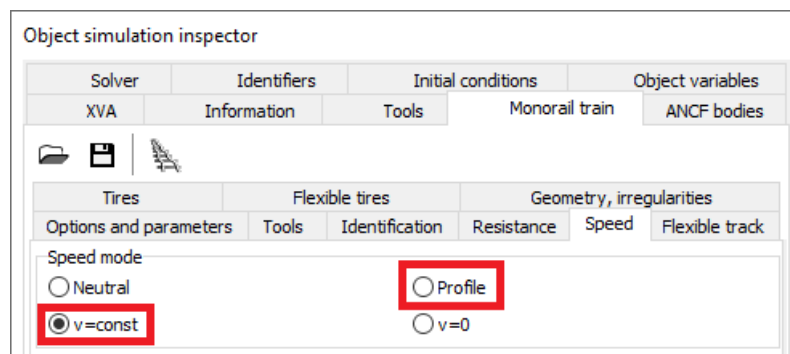 Object simulation inspector
Solver Identifiers Initial conditions Object variables
XVA Information Tools Monorail train ANCF bodies
Tires Flexible tires Geometry, irregularities
Options and parameters Tools Identification Resistance Speed Flexible track
Speed mode
Neutral Profile
v=const v=0